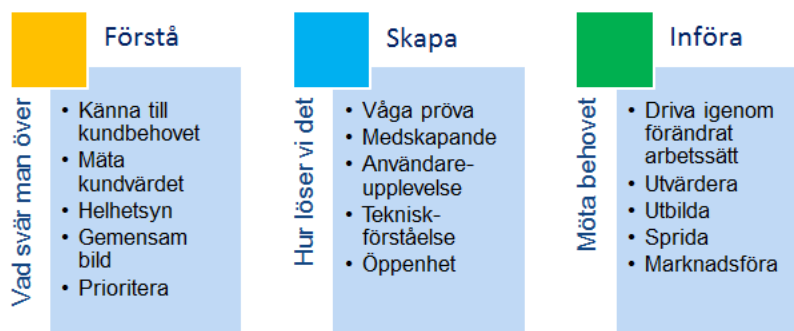 Förstå
Vad svär man över
• Känna till
kundbehovet
• Mäta
kundvärdet
• Helhetsyn
• Gemensam
bild
• Prioritera
Skapa
Hur löser vi det
• Våga pröva
• Medskapande
• Användare-
upplevelse
• Teknisk-
förståelse
• Öppenhet
Införa
Möta behovet
• Driva igenom
förändrat
arbetssätt
• Utvärdera
• Utbilda
• Sprida
• Marknadsföra